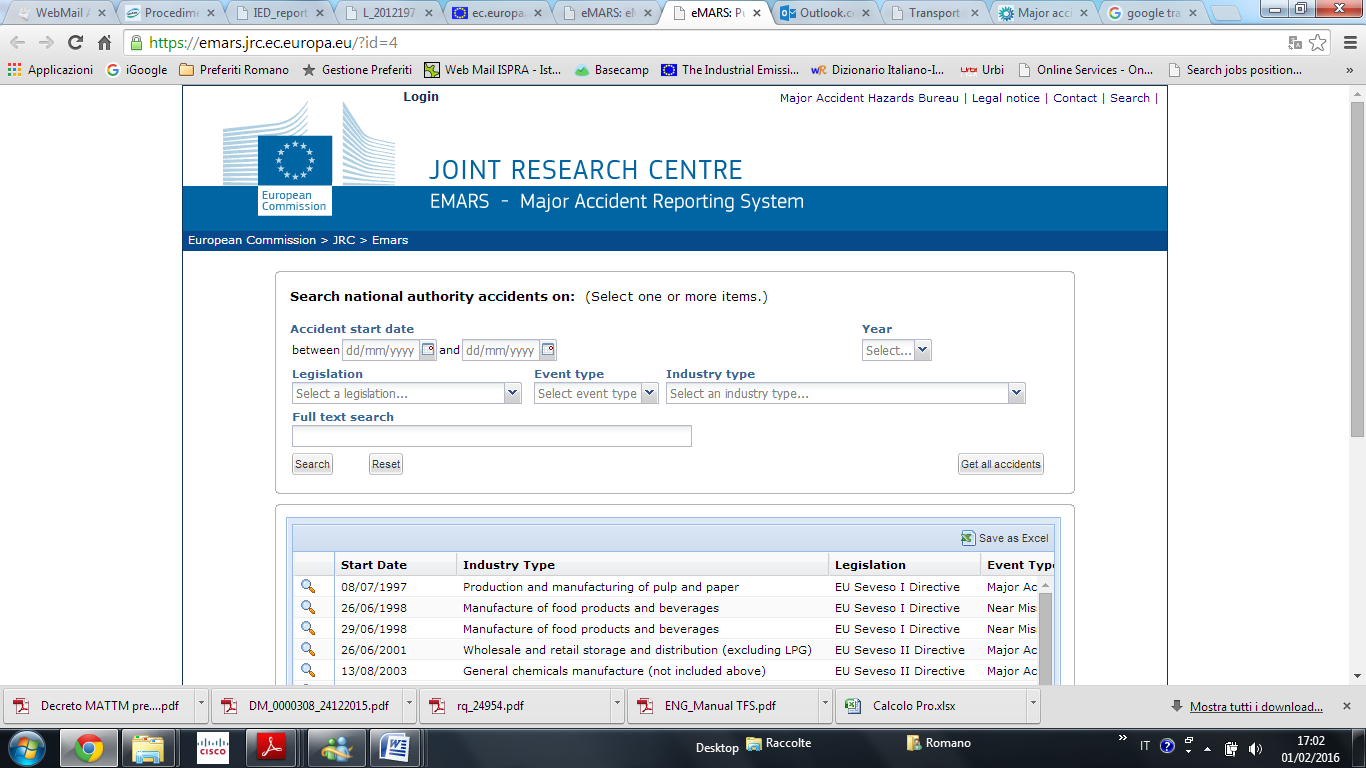 WebMail A
Procedime
IED_report
L_2012197
ec.europa.
eMARS: eM
eMARS: Pu
Outlook.c
Transport
Major acc
google tra
https://emars.jrc.ec.europa.eu/?id=4
Applicazioni
iGoogle
Preferiti Romano
Gestione Preferiti
Web Mail ISPRA - Ist...
Basecamp
The Industrial Emissi...
wR Dizionario Italiano-I...
Urbi Urbi
Online Services - On...
Search jobs position...
»
Login
Major Accident Hazards Bureau | Legal notice | Contact | Search |
European
Commission
JOINT RESEARCH CENTRE
EMARS - Major Accident Reporting System
European Commission > JRC > Emars
Search national authority accidents on: (Select one or more items.)
Accident start date
Year
between dd/mm/yyyy and dd/mm/yyyy
Select...
Legislation
Event type
Industry type
Select a legislation...
Select event type
Select an industry type...
Full text search
Search
Reset
Get all accidents
Save as Excel
Start Date Industry Type Legislation Event Typ
08/07/1997 Production and manufacturing of pulp and paper EU Seveso I Directive Major Ac
26/06/1998 Manufacture of food products and beverages EU Seveso I Directive Near Mis
29/06/1998 Manufacture of food products and beverages EU Seveso I Directive Near Mis
26/06/2001 Wholesale and retail storage and distribution (excluding LPG) EU Seveso II Directive Major Ac
13/08/2003 General chemicals manufacture (not included above) EU Seveso II Directive Major Ac
Decreto MATTM pre....pdf
DM_0000308_24122015.pdf
rq_24954.pdf
ENG_Manual TFS.pdf
Calcolo Pro.xlsx
Mostra tutti i download...
CISCO
Desktop
Raccolte
Romano
»
IT
17:02
01/02/2016